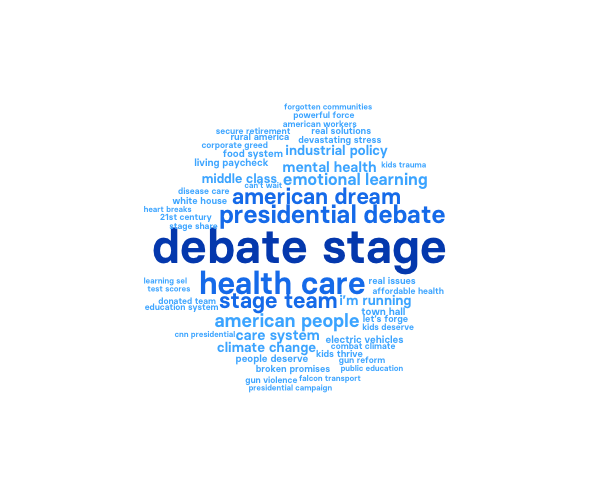 forgotten communities
powerful force
american workers
secure retirement
real solutions
rural america
devastating stress
corporate greed
industrial policy
food system
living paycheck
mental health
kids trauma
middle class
emotional learning
can't wait
disease care
american dream
white house
heart breaks
presidential debate
21st century
stage share
debate stage
learning sel
health care
real issues
test scores
affordable health
donated team
stage team
i'm running
education system
town hall
american people
let's forge
kids deserve
cnn presidential
care system
electric vehicles
climate change
combat climate
kids thrive
people deserve
gun reform
broken promises
public education
gun violence
falcon transport
presidential campaign